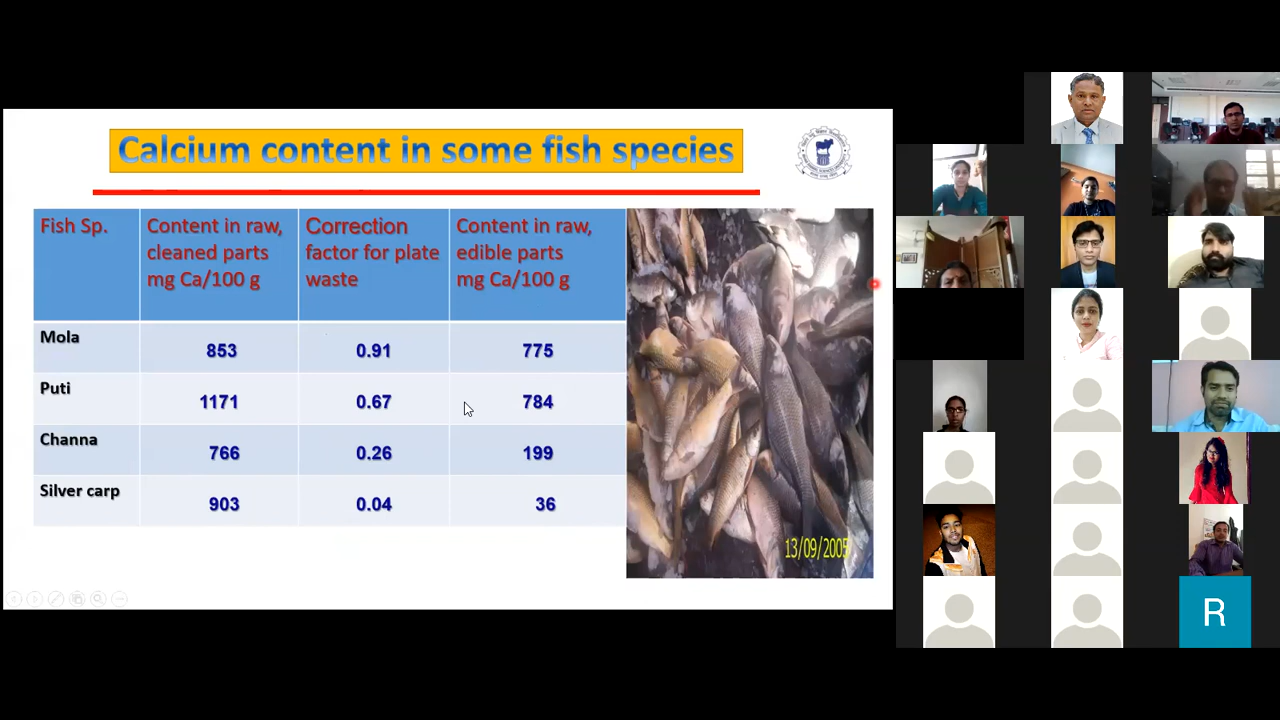 Calcium content in some fish species
Fish Sp.
Content in raw,
cleaned parts
mg Ca/100 g
Correction
factor for plate
waste
Content in raw,
edible parts
mg Ca/100 g
Mola
853
0.91
775
Puti
1171
0.67
784
Channa
766
0.26
199
Silver carp
903
0.04
36
13/09/2005
R